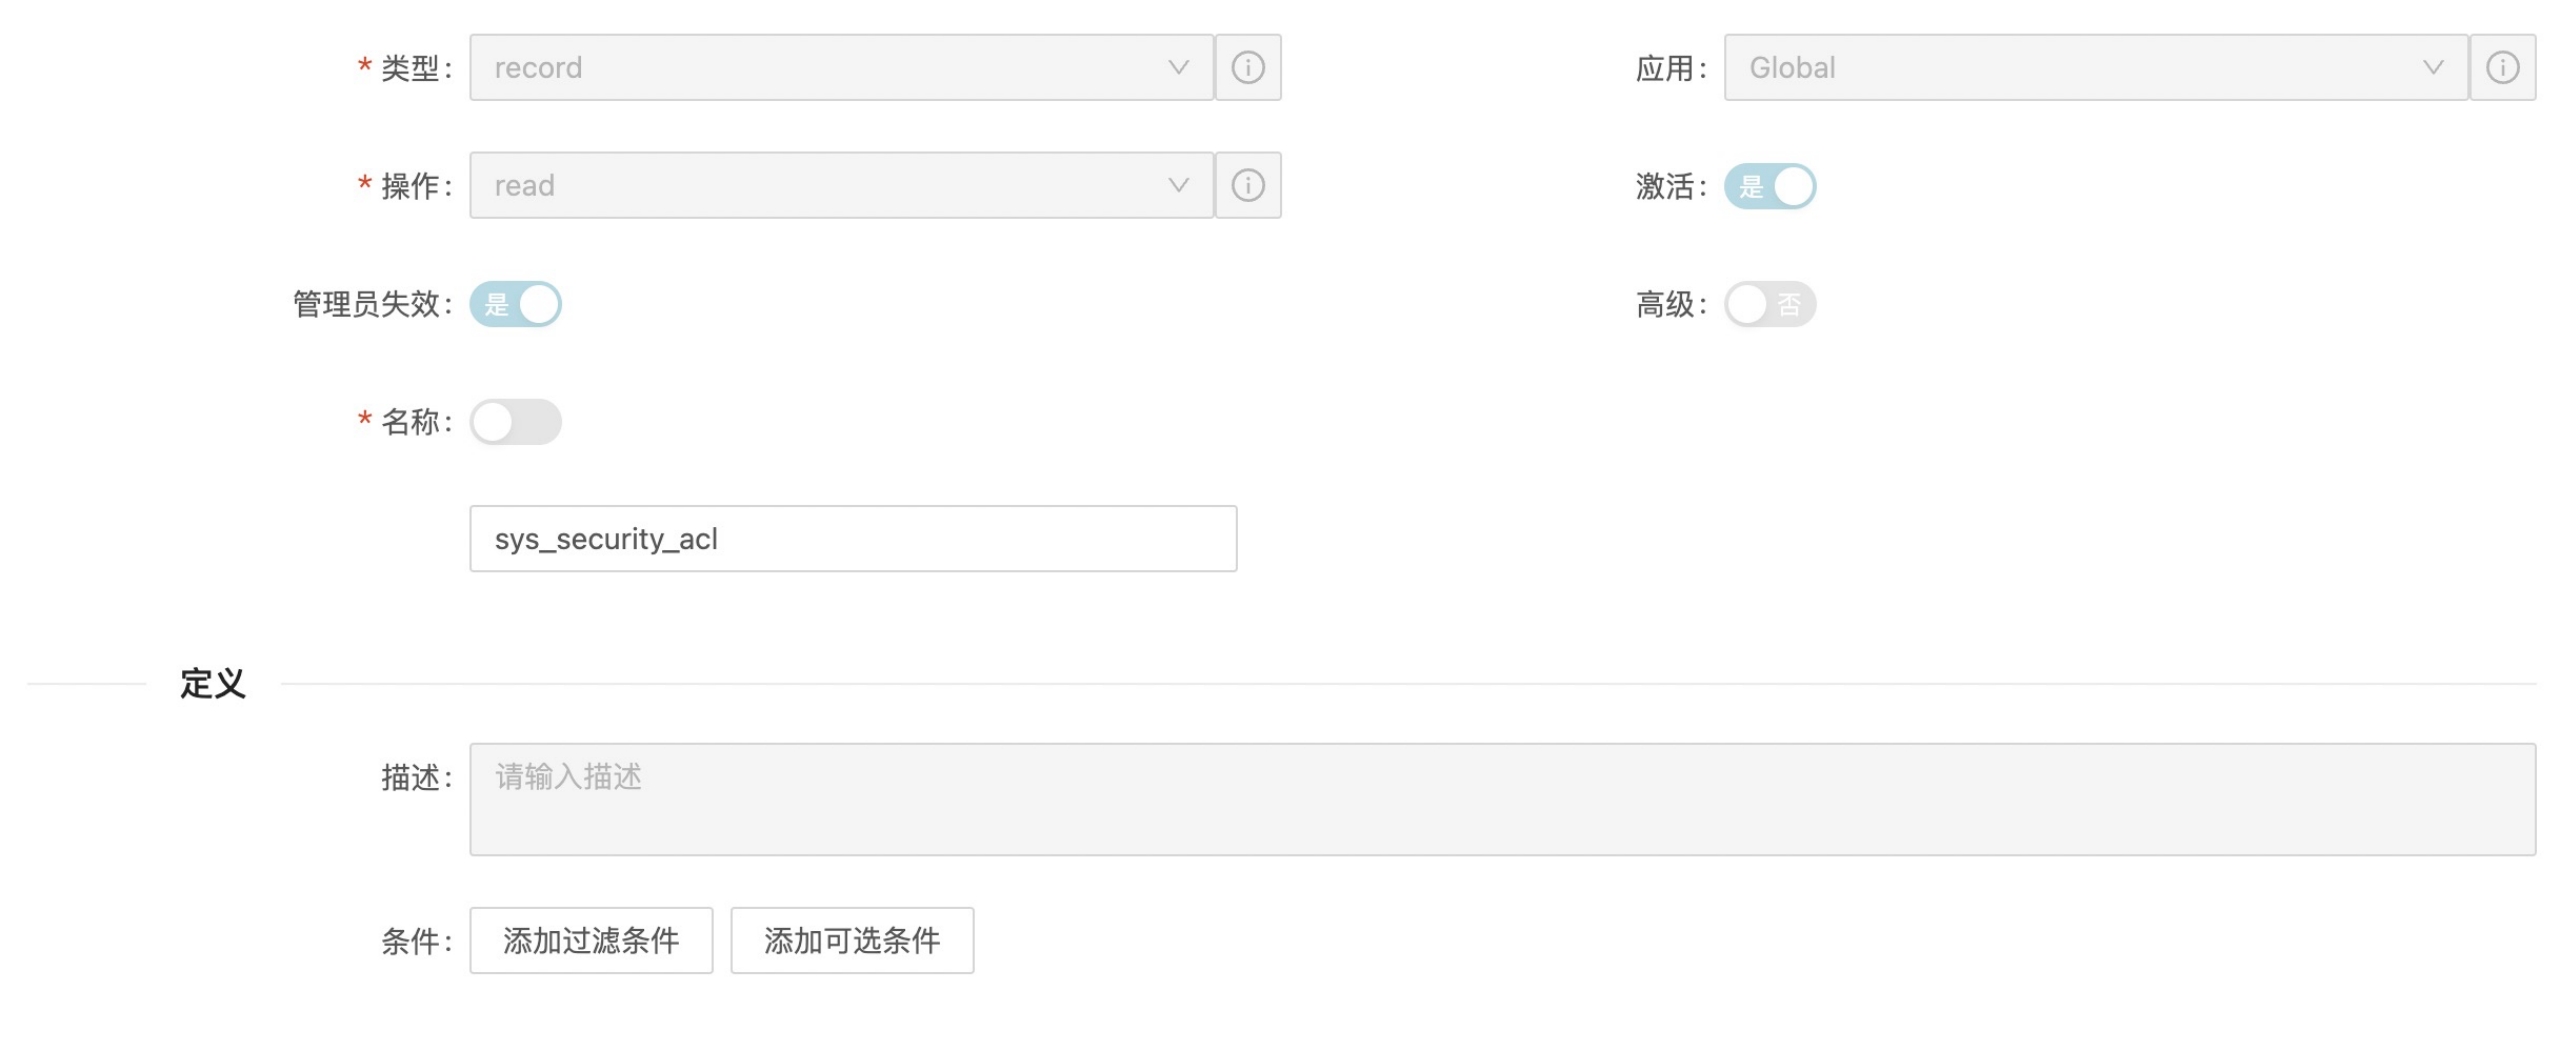 * 类型: record 应用: Global
* 操作: read 激活: 是
管理员失效: 是 高级: 否
* 名称:
sys_security_acl
定义
描述: 请输入描述
条件: 添加过滤条件 添加可选条件